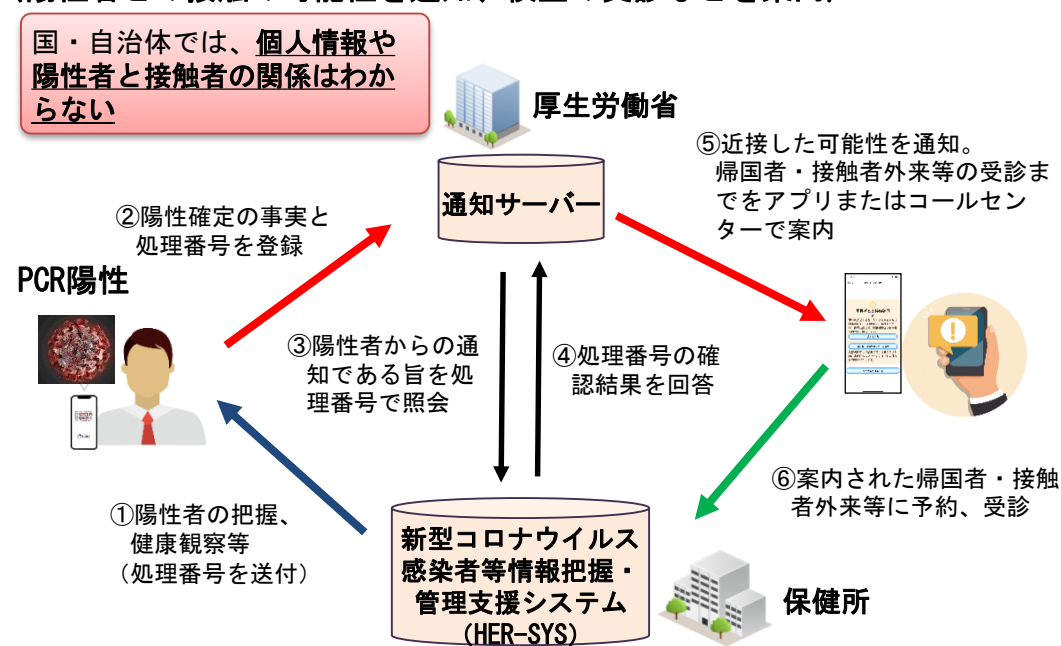 国・自治体では、個人情報や
陽性者と接触者の関係はわか
らない
厚生労働省
通知サーバー
⑤近接した可能性を通知。
帰国者・接触者外来等の受診ま
でをアプリまたはコールセン
ターで案内
②陽性確定の事実と
処理番号を登録
PCR陽性
③陽性者からの通
知である旨を処
理番号で照会
④処理番号の確
認結果を回答
①陽性者の把握、
健康観察等
(処理番号を送付)
⑥案内された帰国者・接触
者外来等に予約、受診
新型コロナウイルス
感染者等情報把握・
管理支援システム
(HER-SYS)
保健所